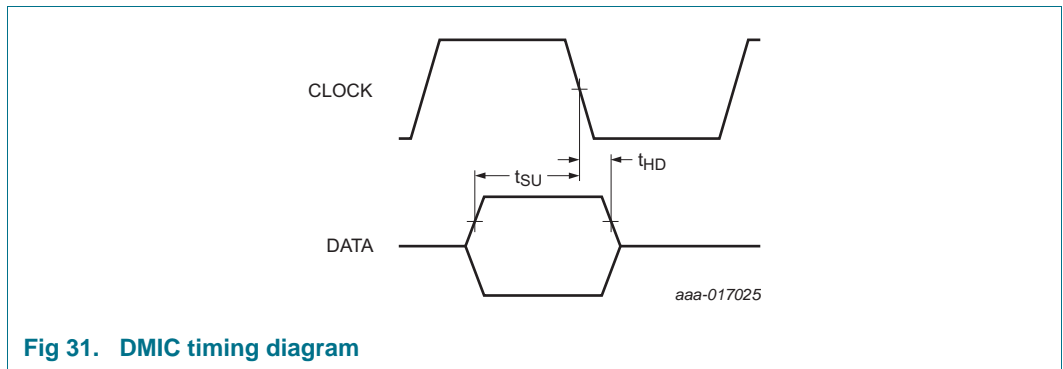 CLOCK
tHD
tSU
DATA
aaa-017025
Fig 31. DMIC timing diagram